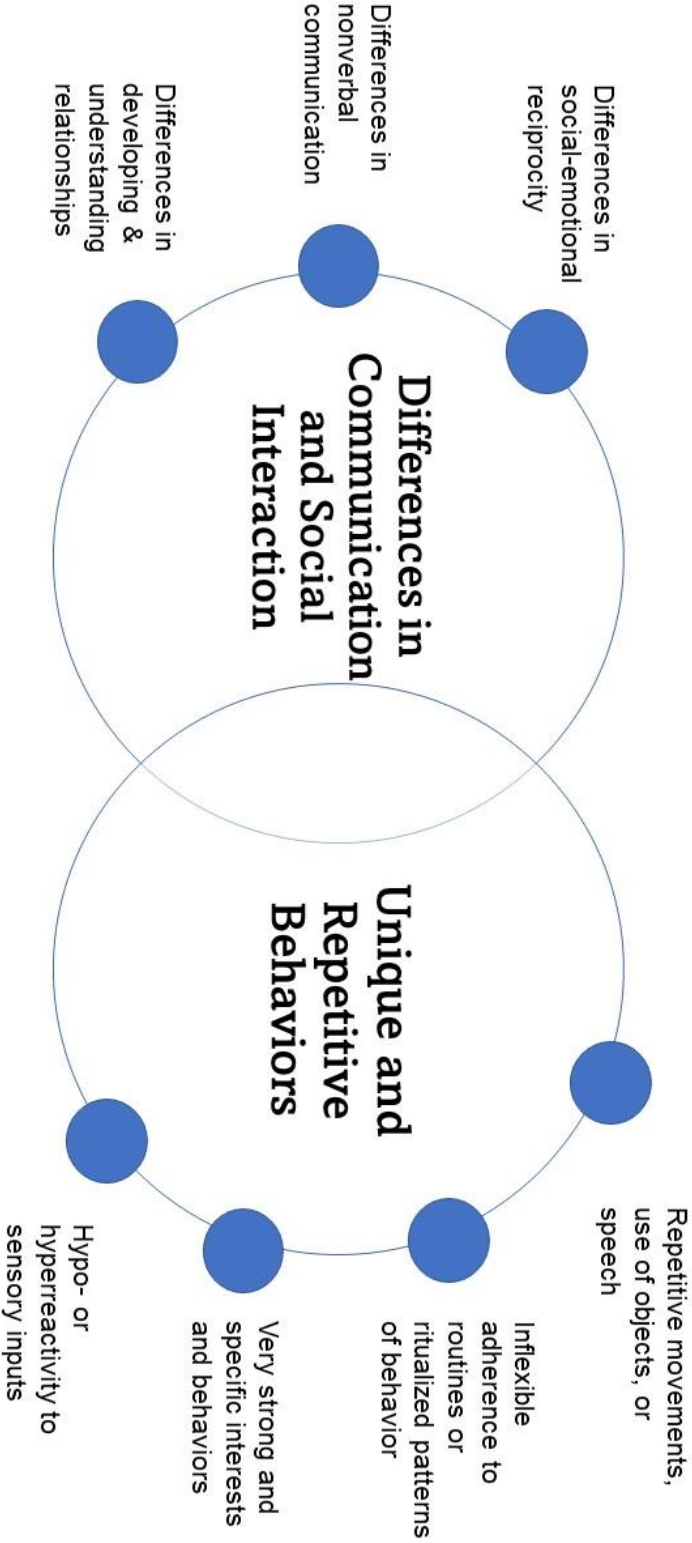 Differences in
social-emotional
reciprocity
Differences in
nonverbal
communication
Differences in
developing &
understanding
relationships
Differences in
Communication
and Social
Interaction
Unique and
Repetitive
Behaviors
Repetitive movements,
use of objects, or
speech
Inflexible
adherence to
routines or
ritualized patterns
of behavior
Very strong and
specific interests
and behaviors
Hypo- or
hyperreactivity to
sensory inputs